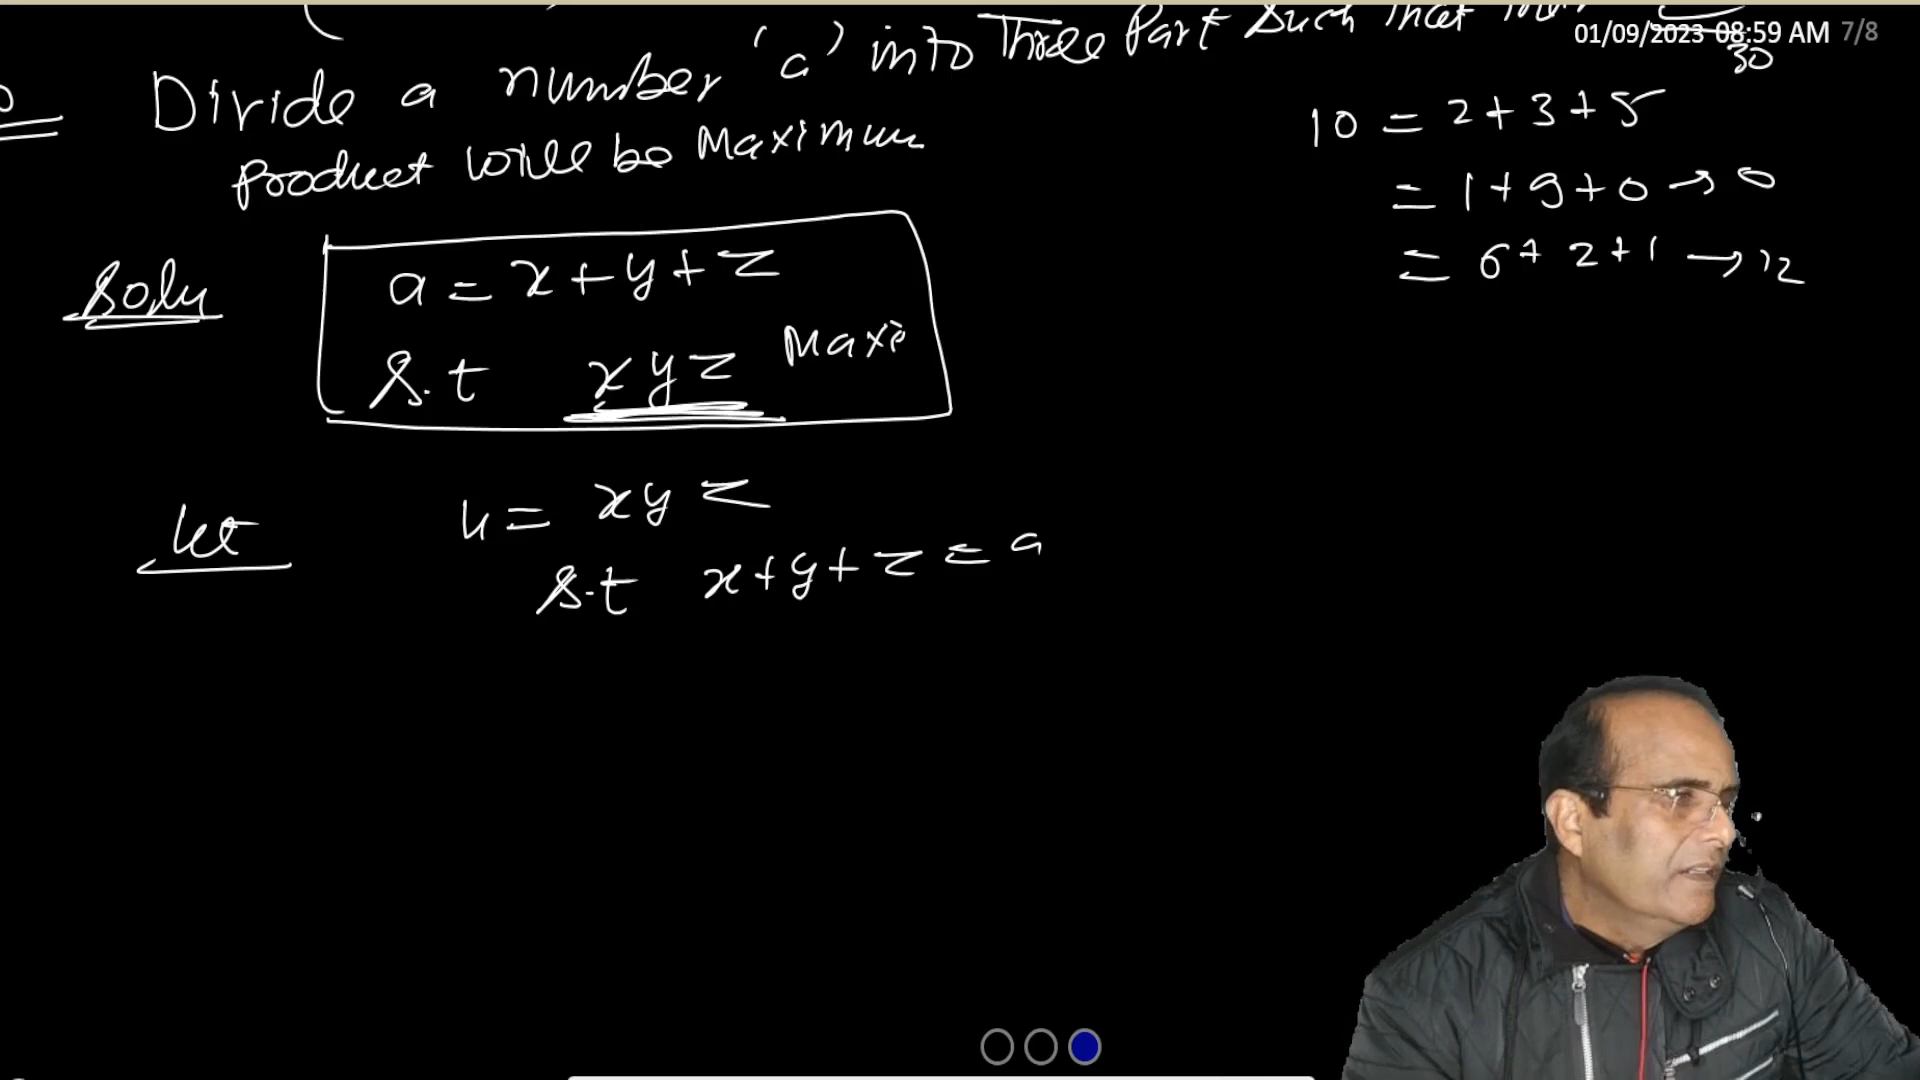 Divide a number 'a' into Three Part Such that
product will be Maximum
Soln
a = x + y + z
S.t xyz Maxi
let u = xyz
S.t x + y + z = a
01/09/2023 08:59 AM 7/8
30
10 = 2 + 3 + 5
= 1 + 9 + 0 → 0
= 6 + 2 + 1 → 12